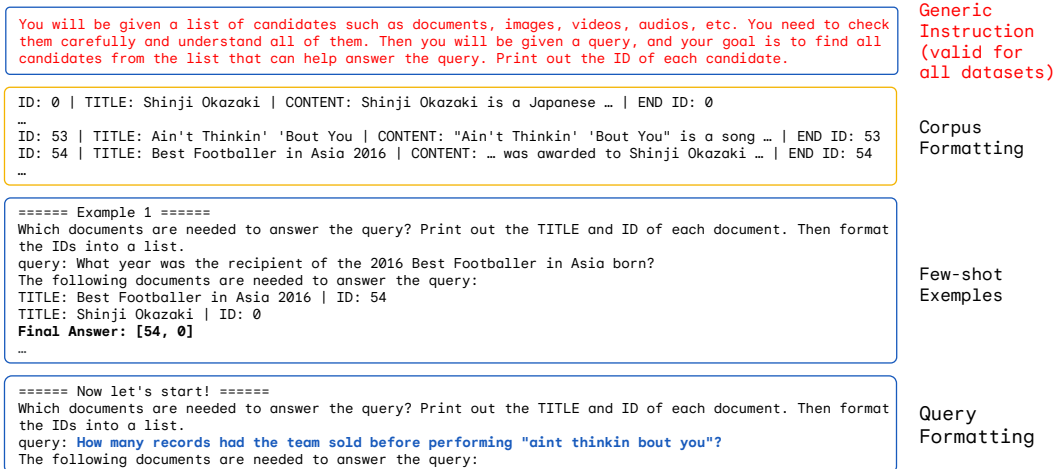 You will be given a list of candidates such as documents, images, videos, audios, etc. You need to check
them carefully and understand all of them. Then you will be given a query, and your goal is to find all
candidates from the list that can help answer the query. Print out the ID of each candidate.
Generic
Instruction
(valid for
all datasets)
ID: 0 | TITLE: Shinji Okazaki | CONTENT: Shinji Okazaki is a Japanese … | END ID: 0
…
ID: 53 | TITLE: Ain't Thinkin' 'Bout You | CONTENT: "Ain't Thinkin' 'Bout You" is a song … | END ID: 53
ID: 54 | TITLE: Best Footballer in Asia 2016 | CONTENT: … was awarded to Shinji Okazaki … | END ID: 54
…
Corpus
Formatting
====== Example 1 ======
Which documents are needed to answer the query? Print out the TITLE and ID of each document. Then format
the IDs into a list.
query: What year was the recipient of the 2016 Best Footballer in Asia born?
The following documents are needed to answer the query:
TITLE: Best Footballer in Asia 2016 | ID: 54
TITLE: Shinji Okazaki | ID: 0
Final Answer: [54, 0]
…
Few-shot
Exemples
====== Now let's start! ======
Which documents are needed to answer the query? Print out the TITLE and ID of each document. Then format
the IDs into a list.
query: How many records had the team sold before performing "aint thinkin bout you"?
The following documents are needed to answer the query:
Query
Formatting